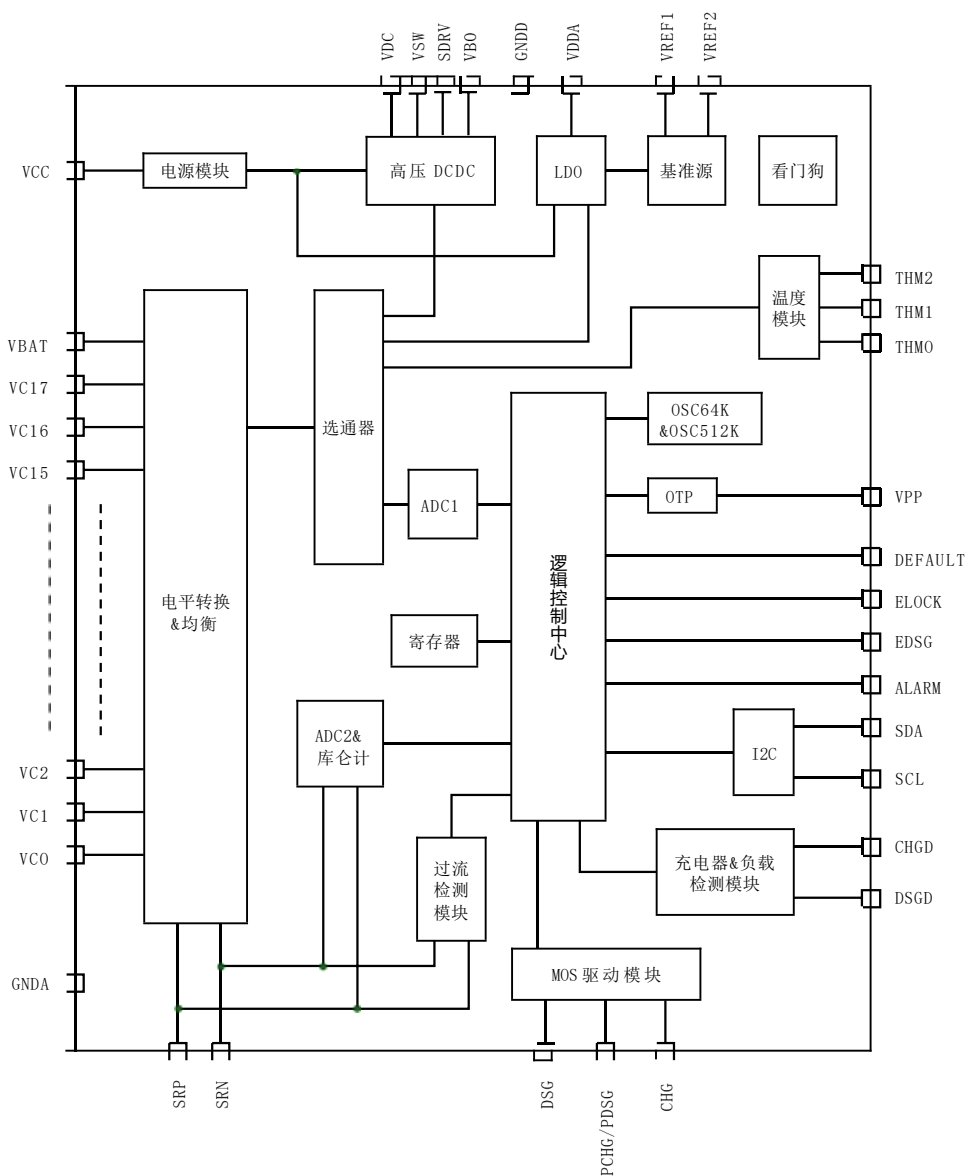 VDC
VSW
SDRV
VBO
GNDD
VDDA
VREF1
VREF2
VCC
电源模块
高压 DCDC
LDO
基准源
看门狗
温度
模块
THM2
THM1
THM0
VBAT
VC17
VC16
VC15
选通器
OSC64K
&OSC512K
ADC1
OTP
VPP
逻辑控制中心
DEFAULT
电平转换
&均衡
ELOCK
寄存器
EDSG
ALARM
ADC2&
库仑计
I2C
SDA
SCL
VC2
VC1
VC0
过流
检测
模块
充电器&负载
检测模块
CHGD
DSGD
GNDA
MOS 驱动模块
SRP
SRN
DSG
PCHG/PDSG
CHG